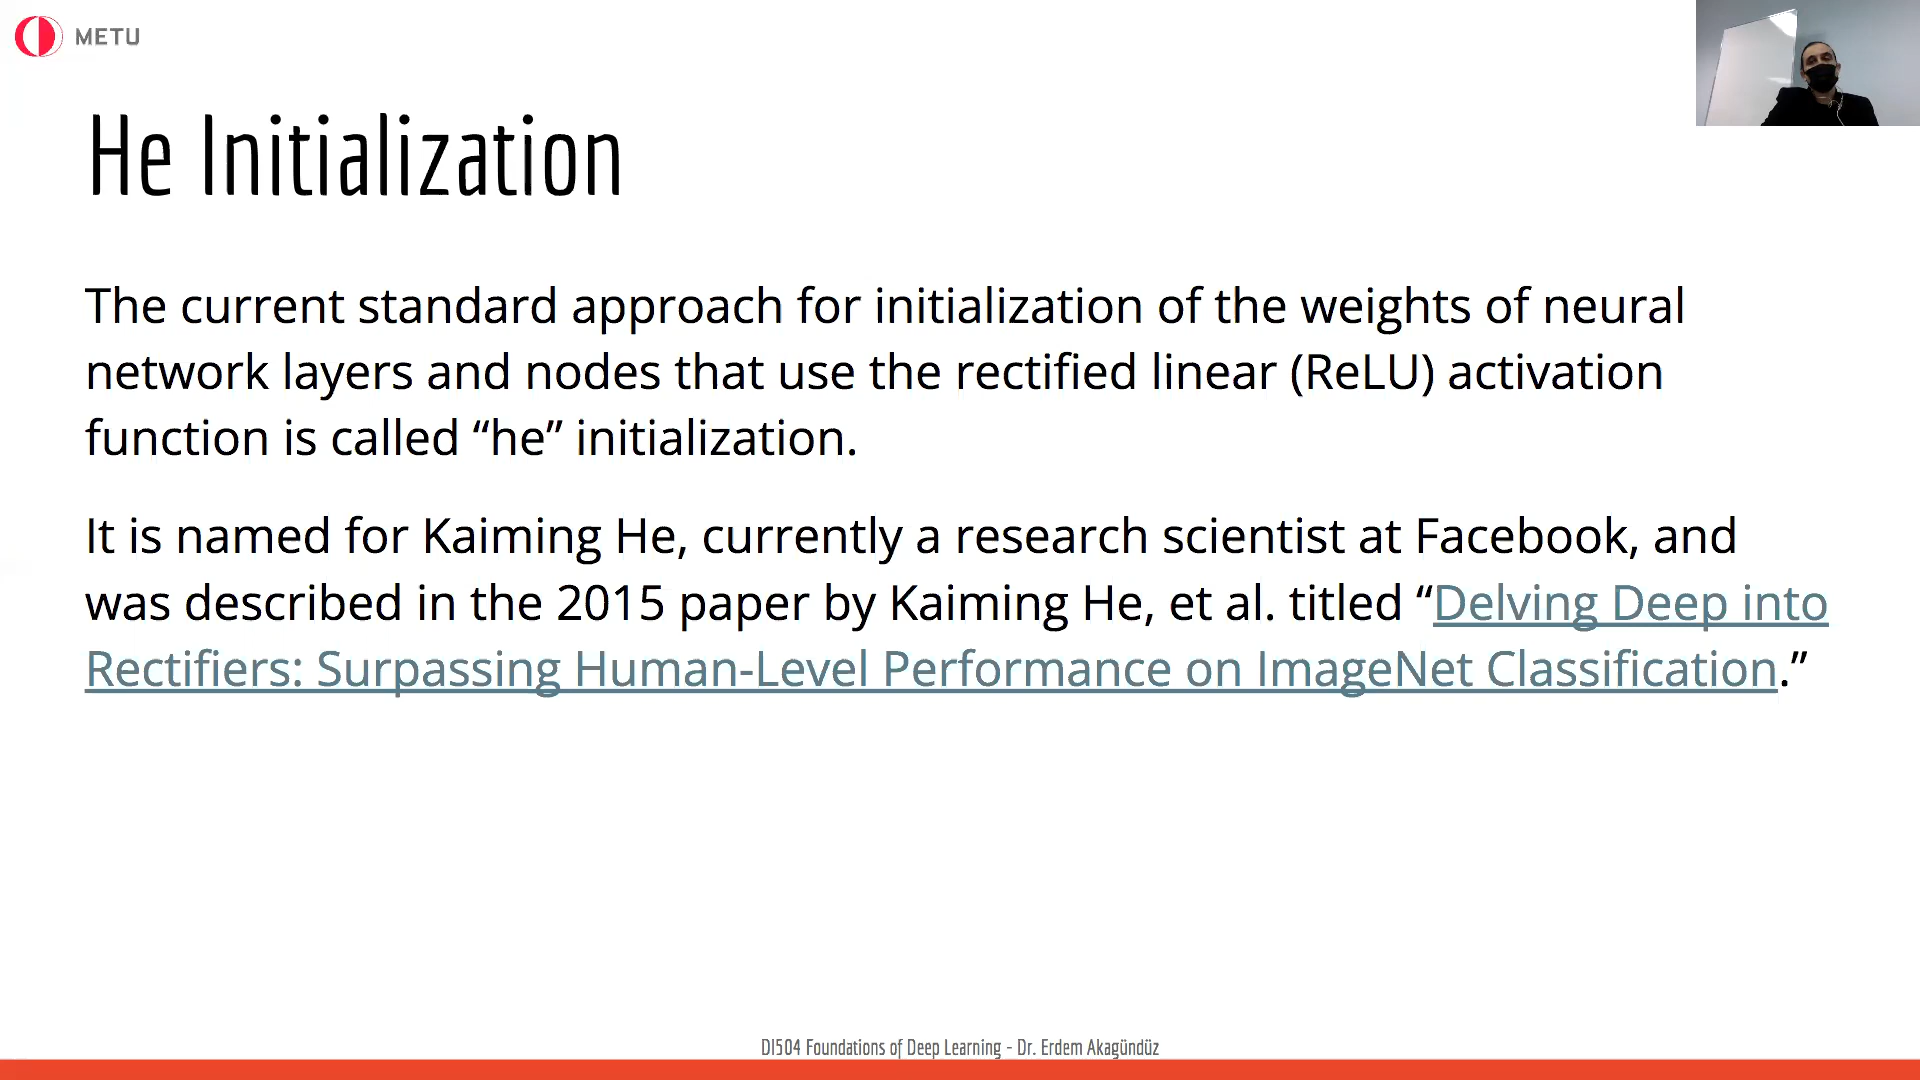 METU
He Initialization
The current standard approach for initialization of the weights of neural
network layers and nodes that use the rectified linear (ReLU) activation
function is called “he” initialization.
It is named for Kaiming He, currently a research scientist at Facebook, and
was described in the 2015 paper by Kaiming He, et al. titled “Delving Deep into
Rectifiers: Surpassing Human-Level Performance on ImageNet Classification.”
DI504 Foundations of Deep Learning - Dr. Erdem Akagündüz